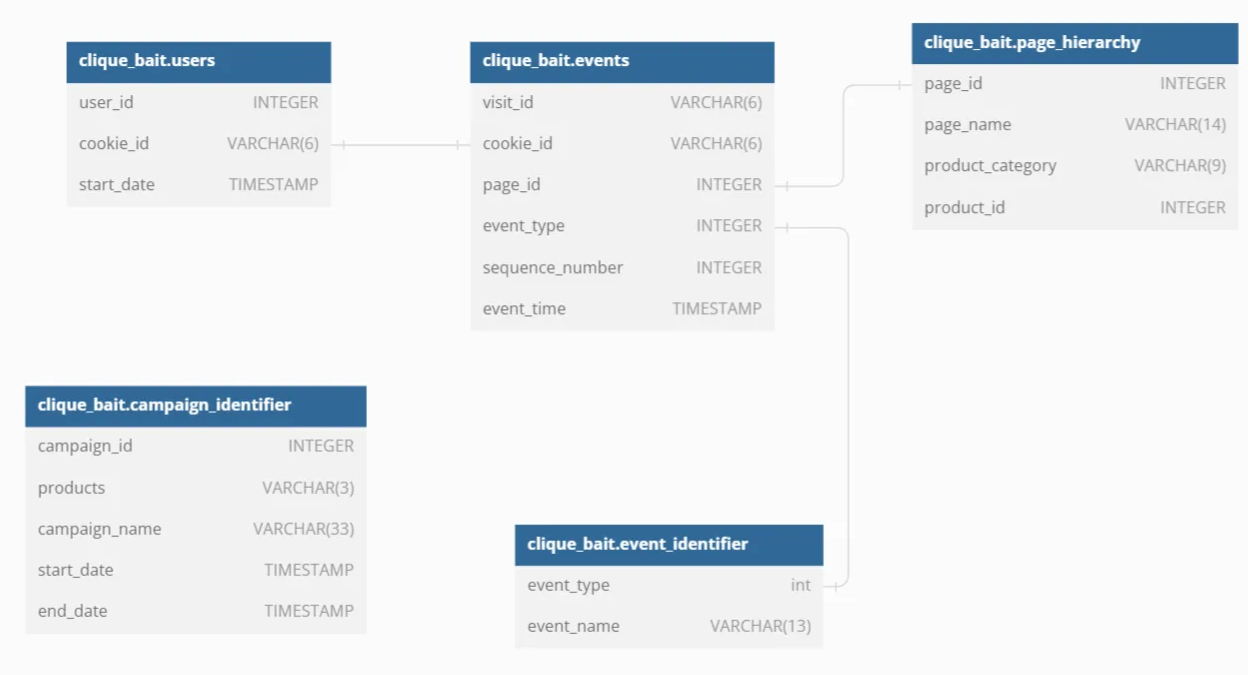 clique_bait.users
user_id INTEGER
cookie_id VARCHAR(6)
start_date TIMESTAMP
clique_bait.events
visit_id VARCHAR(6)
cookie_id VARCHAR(6)
page_id INTEGER
event_type INTEGER
sequence_number INTEGER
event_time TIMESTAMP
clique_bait.page_hierarchy
page_id INTEGER
page_name VARCHAR(14)
product_category VARCHAR(9)
product_id INTEGER
clique_bait.campaign_identifier
campaign_id INTEGER
products VARCHAR(3)
campaign_name VARCHAR(33)
start_date TIMESTAMP
end_date TIMESTAMP
clique_bait.event_identifier
event_type int
event_name VARCHAR(13)